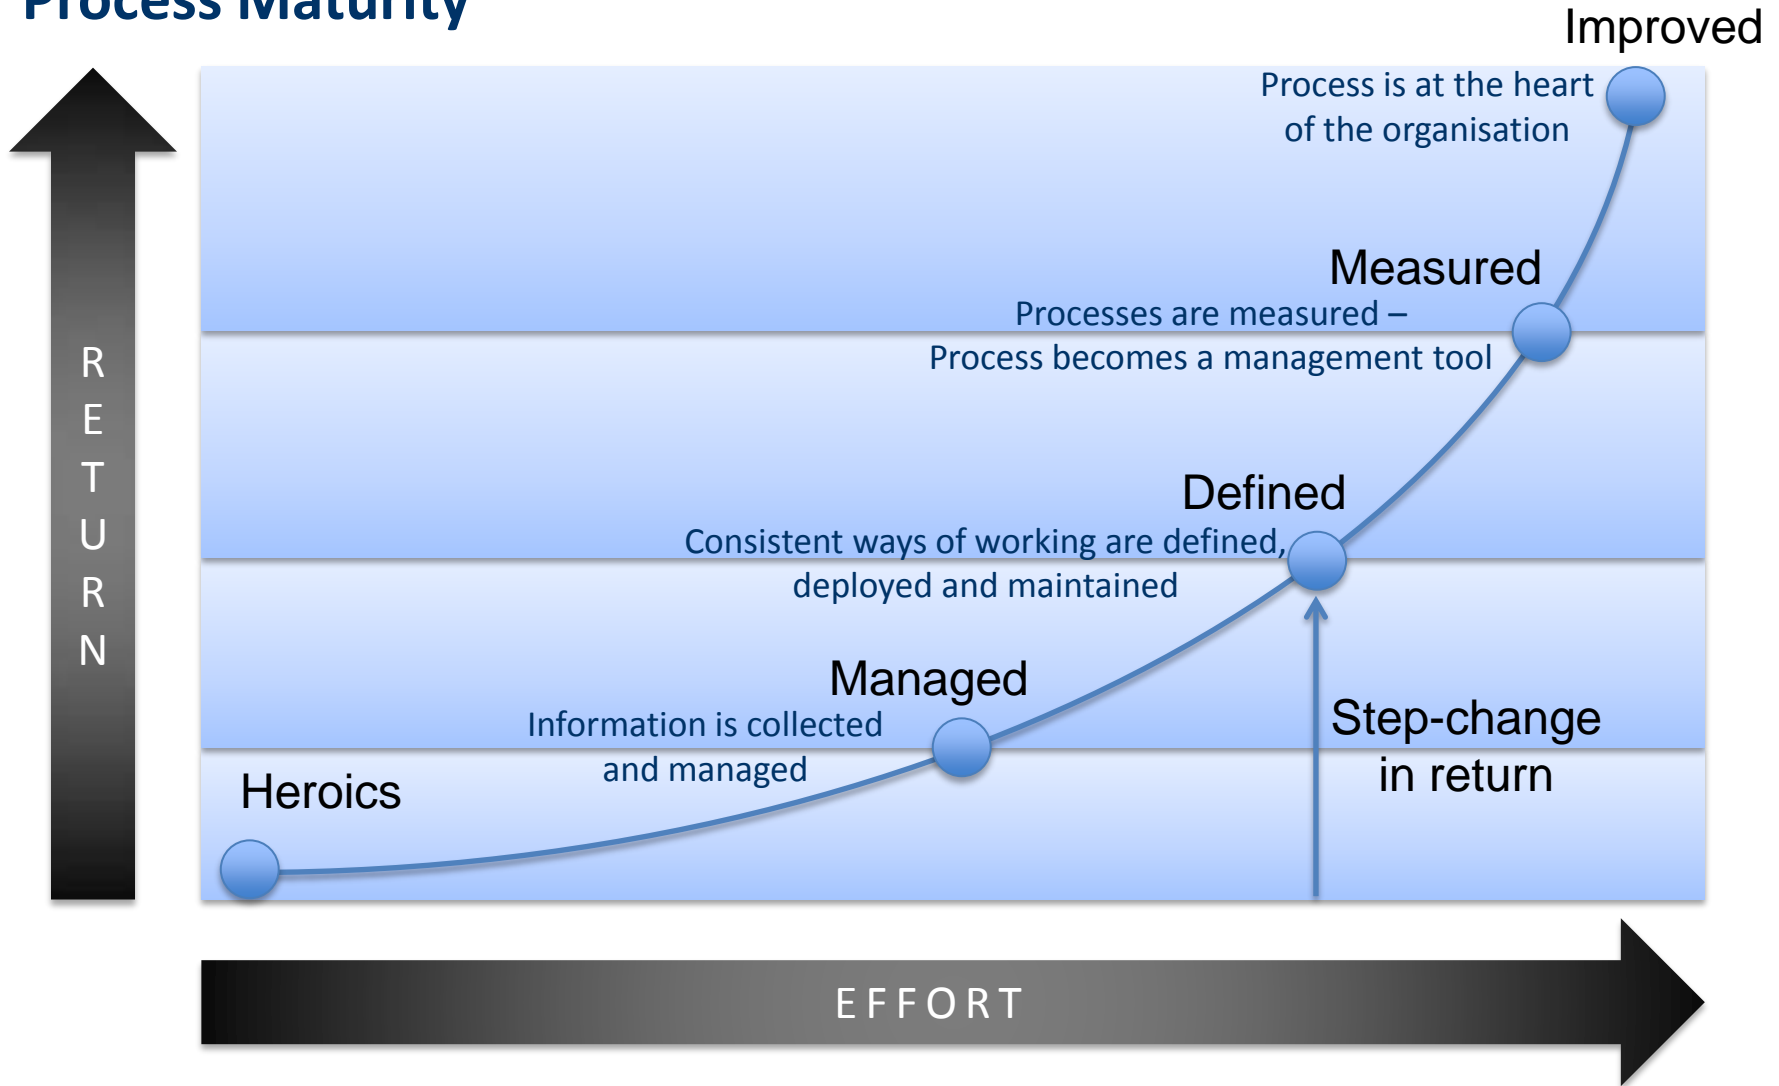 Process Maturity
Improved
Process is at the heart
of the organisation
Measured
Processes are measured –
Process becomes a management tool
Defined
Consistent ways of working are defined,
deployed and maintained
Managed
Information is collected
and managed
Step-change
in return
Heroics
R
E
T
U
R
N
EFFORT